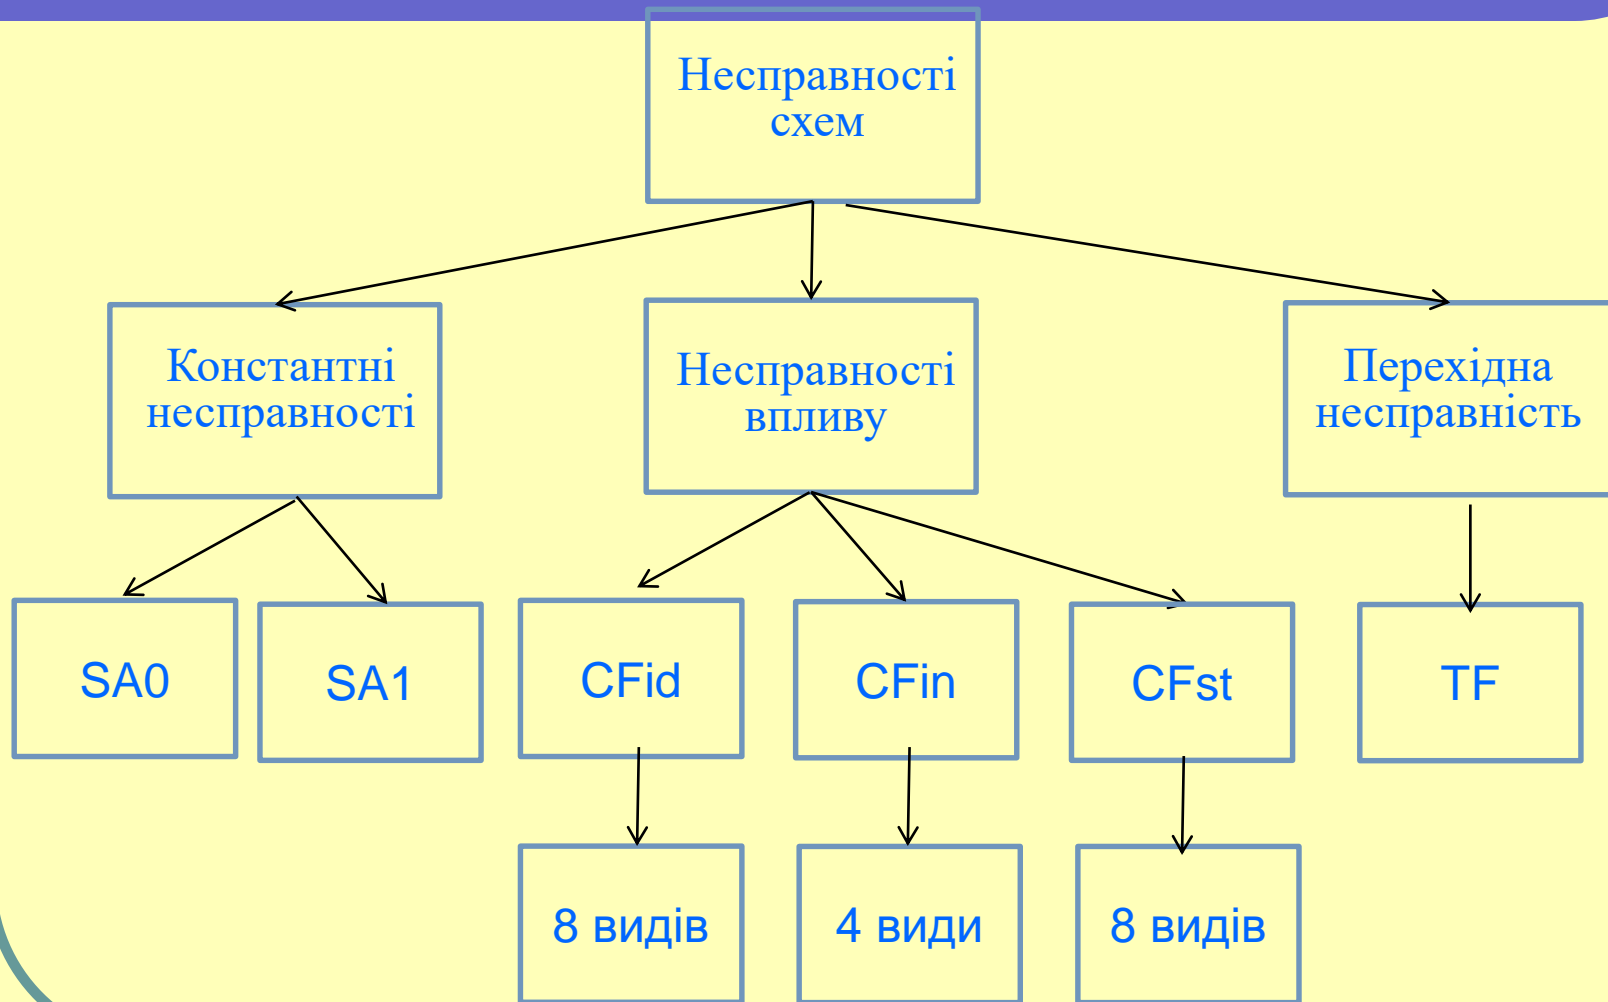 Несправності
схем
Константні
несправності
Несправності
впливу
Перехідна
несправність
SA0
SA1
CFid
CFin
CFst
TF
8 видів
4 види
8 видів